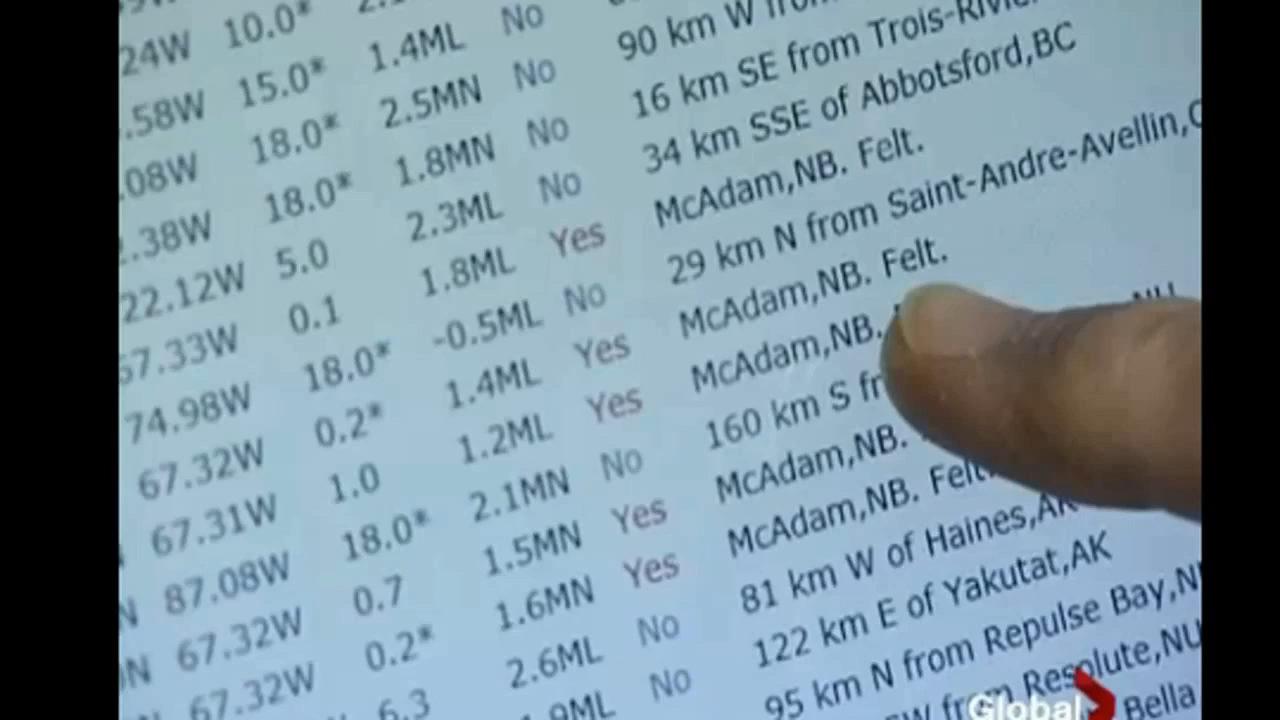 24W 10.0*
.58W 15.0* 1.4ML No
.08W 18.0* 2.5MN No 90 km W from
.38W 18.0* 1.8MN No 16 km SE from
22.12W 5.0 2.3ML No 34 km SSE of Abbotsford,BC
67.33W 0.1 1.8ML Yes McAdam,NB. Felt.
74.98W 18.0* -0.5ML No 29 km N from Saint-Andre-Avellin,
67.32W 0.2* 1.4ML Yes McAdam,NB. Felt.
67.31W 1.0 1.2ML Yes McAdam,NB.
N 87.08W 18.0* 2.1MN No 160 km S
N 67.32W 0.7 1.5MN Yes McAdam,NB.
67.32W 0.2* 1.6MN Yes McAdam,NB. Felt.
6.3 2.6ML No 81 km W of Haines,AK
.9ML No 122 km E of Yakutat,AK
95 km N from Repulse Bay,
from Resolute,NU
Bella
Global